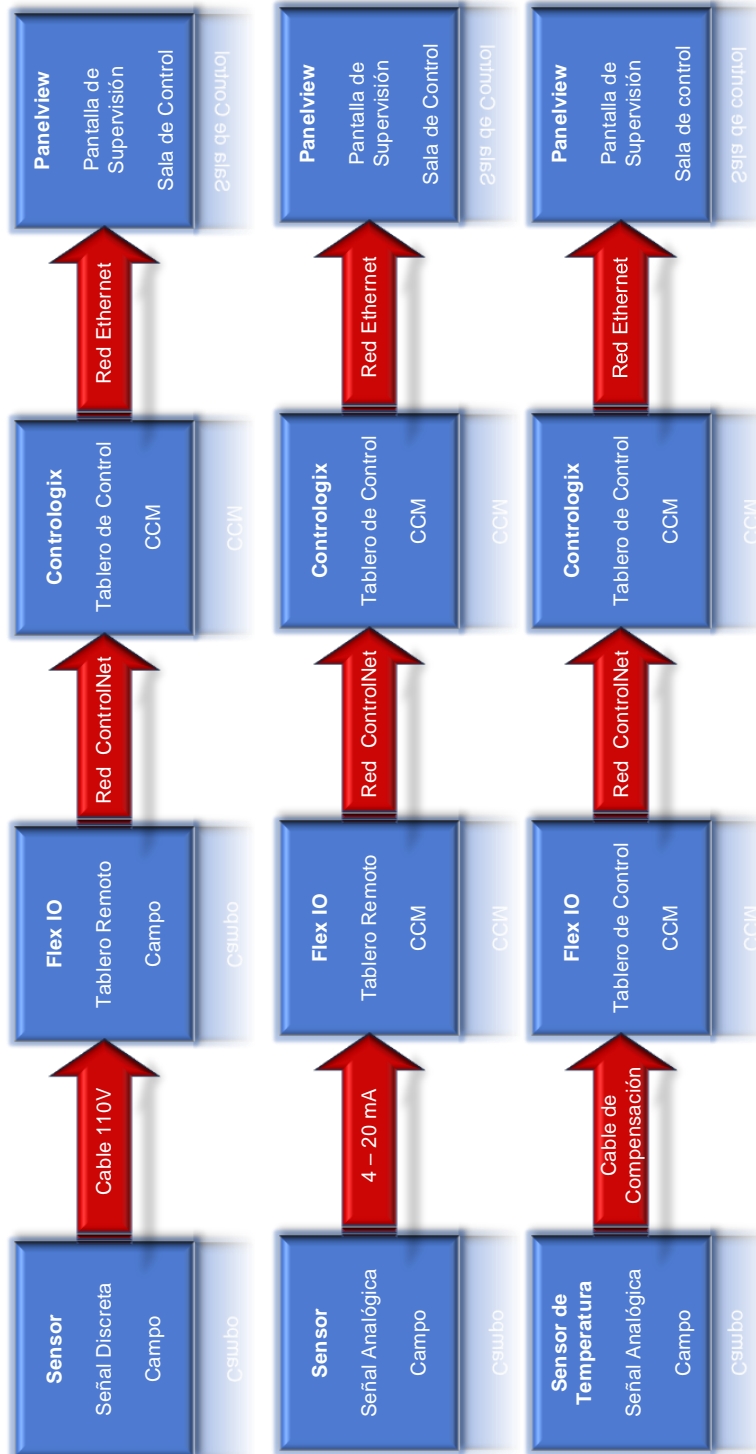 Sensor
Señal Discreta
Campo
Cable 110V
Flex IO
Tablero Remoto
Campo
Red ControlNet
Contrologix
Tablero de Control
CCM
Red Ethernet
Panelview
Pantalla de
Supervisión
Sala de Control
Sensor
Señal Analógica
Campo
4 – 20 mA
Flex IO
Tablero Remoto
CCM
Red ControlNet
Contrologix
Tablero de Control
CCM
Red Ethernet
Panelview
Pantalla de
Supervisión
Sala de Control
Sensor de
Temperatura
Señal Analógica
Campo
Cable de
Compensación
Flex IO
Tablero de Control
CCM
Red ControlNet
Contrologix
Tablero de Control
CCM
Red Ethernet
Panelview
Pantalla de
Supervisión
Sala de control